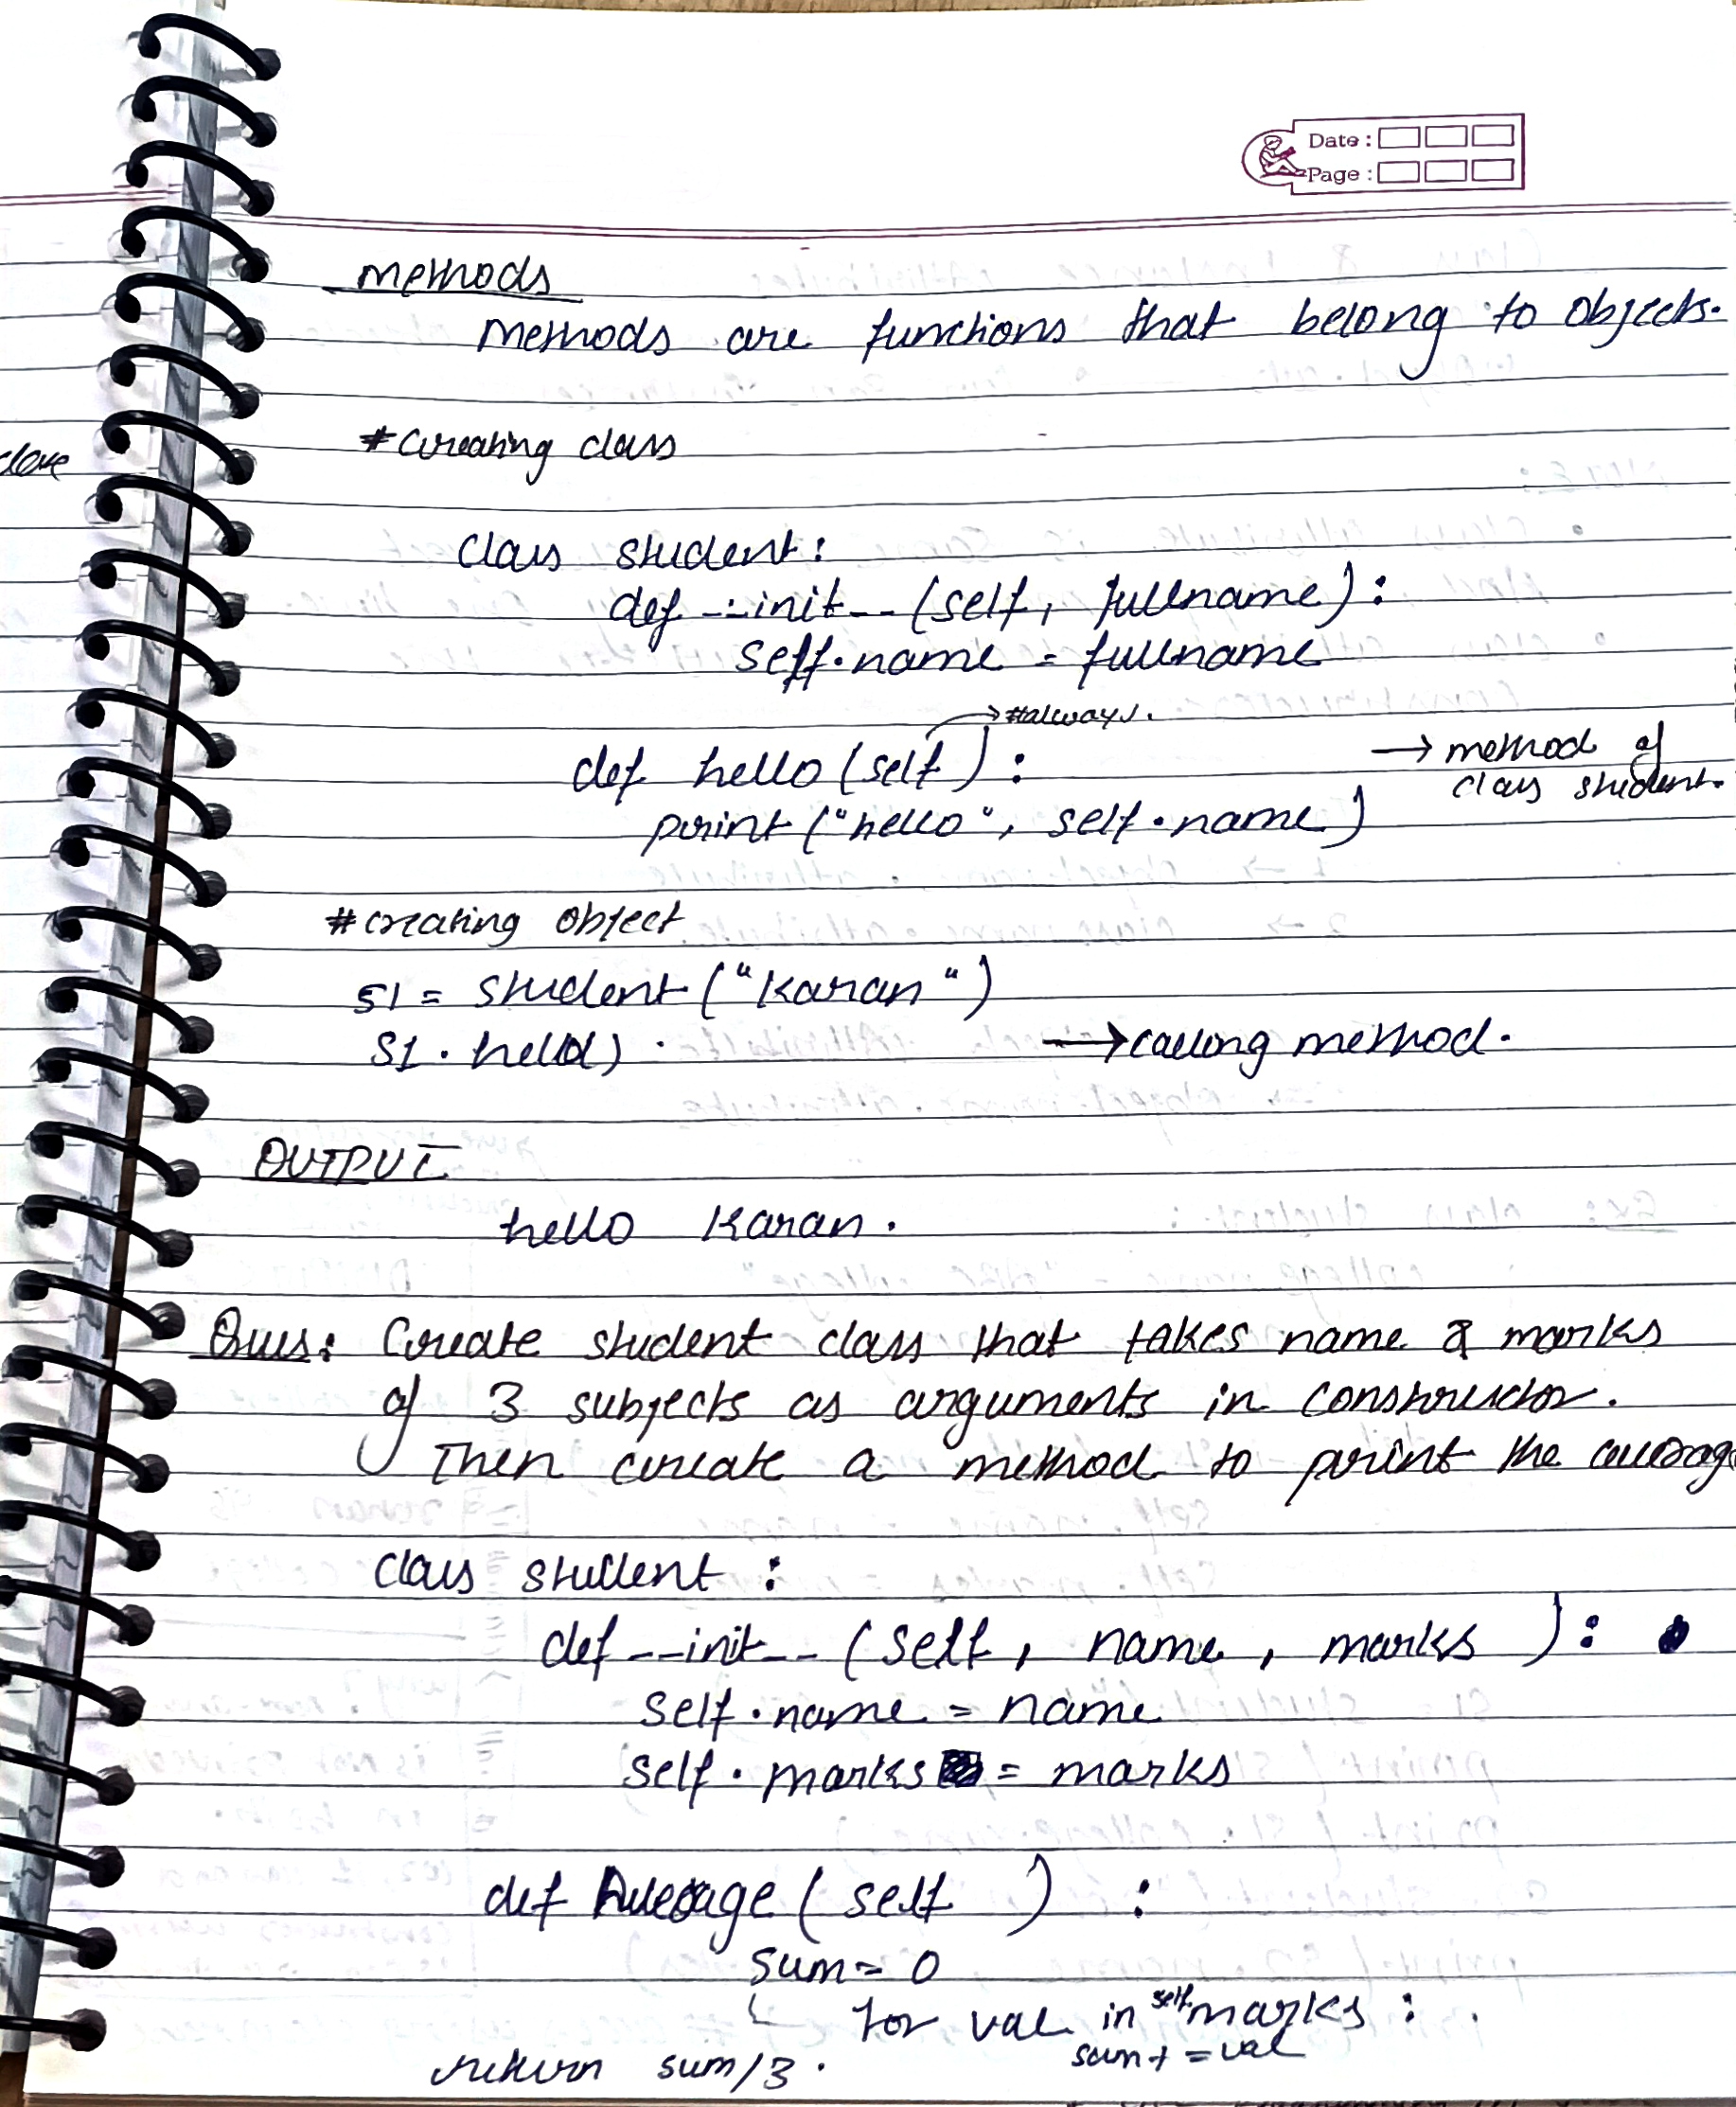 Date :
Page :
methods
Methods are functions that belong to objects.
#creating class
class student:
def __init__(self, fullname):
self.name = fullname
→ #always.
def hello(self): → method of
class student.
print("hello", self.name)
#creating object
s1 = student("karan")
S1.hello() → calling method.
OUTPUT
hello karan.
Ques: Create student class that takes name & marks
of 3 subjects as arguments in constructor.
Then create a method to print the average
class student :
def __init__ (self, name, marks ):
self.name = name
self.marks = marks
def Average( self ) :
sum = 0
for val in self.marks :
sum + = val
return sum/3.